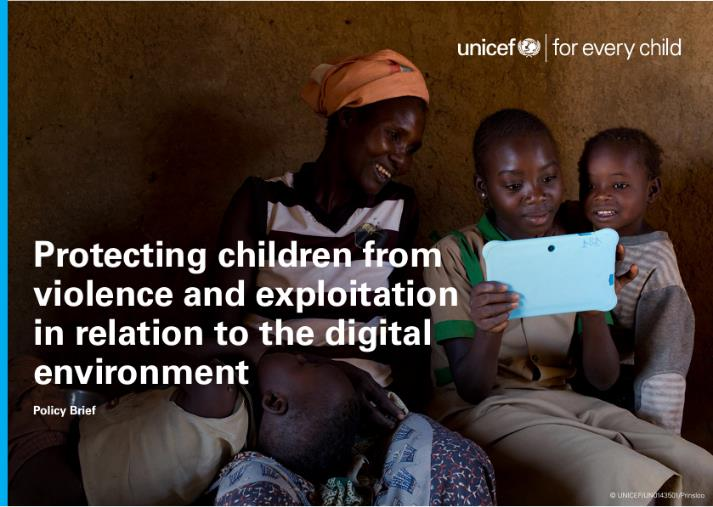 unicef for every child
Protecting children from
violence and exploitation
in relation to the digital
environment
Policy Brief
© UNICEF/UN0143501/Prinsloo